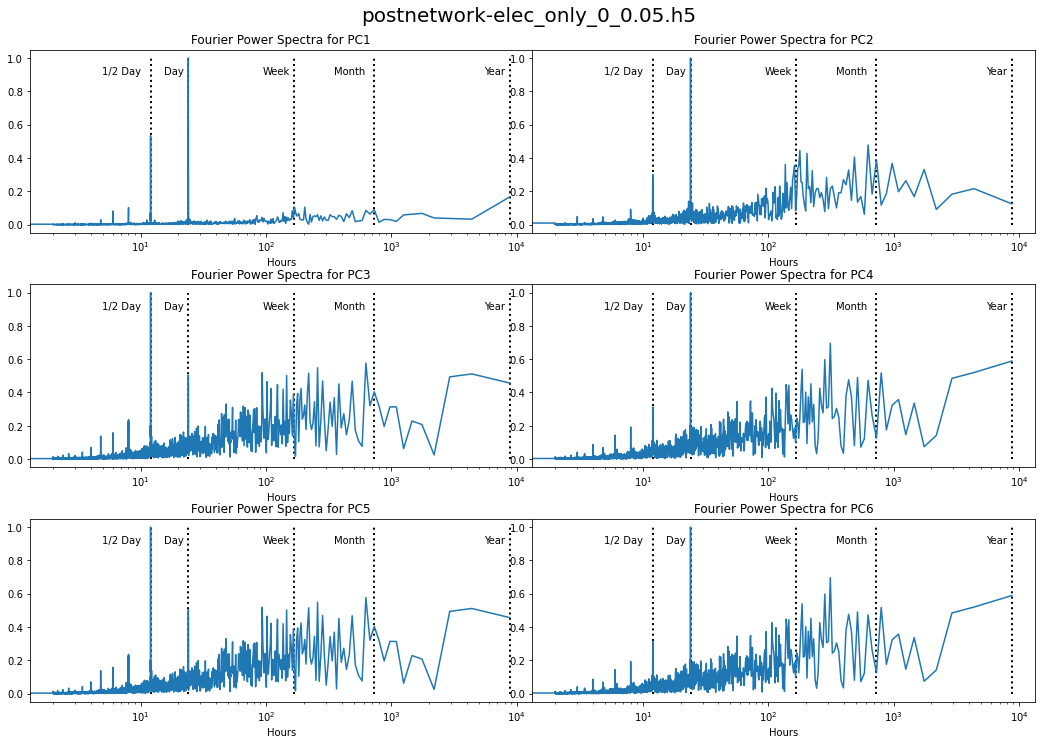 postnetwork-elec_only_0_0.05.h5
Fourier Power Spectra for PC1
Fourier Power Spectra for PC2
1.0
0.8
0.6
0.4
0.2
0.0
1/2 Day
Day
Week
Month
Year
10¹
10²
10³
10⁴
Hours
1.0
0.8
0.6
0.4
0.2
0.0
1/2 Day
Day
Week
Month
Year
10¹
10²
10³
10⁴
Hours
Fourier Power Spectra for PC3
Fourier Power Spectra for PC4
1.0
0.8
0.6
0.4
0.2
0.0
1/2 Day
Day
Week
Month
Year
10¹
10²
10³
10⁴
Hours
1.0
0.8
0.6
0.4
0.2
0.0
1/2 Day
Day
Week
Month
Year
10¹
10²
10³
10⁴
Hours
Fourier Power Spectra for PC5
Fourier Power Spectra for PC6
1.0
0.8
0.6
0.4
0.2
0.0
1/2 Day
Day
Week
Month
Year
10¹
10²
10³
10⁴
Hours
1.0
0.8
0.6
0.4
0.2
0.0
1/2 Day
Day
Week
Month
Year
10¹
10²
10³
10⁴
Hours